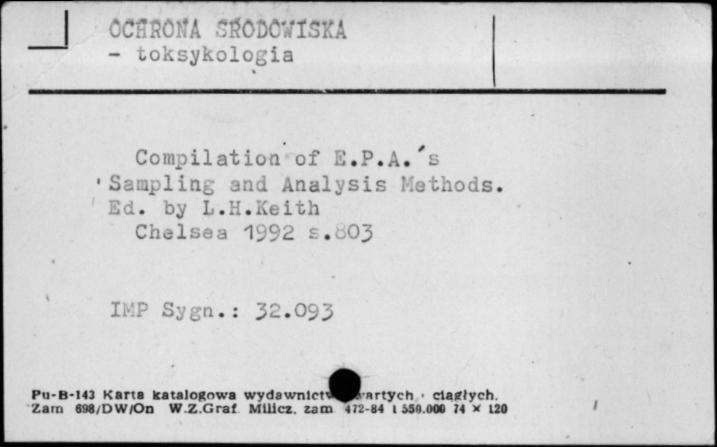 OCHRONA ŚRODOWISKA
- toksykologia
Compilation of E.P.A.'s
Sampling and Analysis Methods.
Ed. by L.H.Keith
Chelsea 1992 s.803
IMP Sygn.: 32.093
Pu-B-143 Karta katalogowa wydawnictw ciągłych.
Zam 698/DW/On W.Z.Graf. Milicz, zam. 472-84 1 550.000 74 × 120